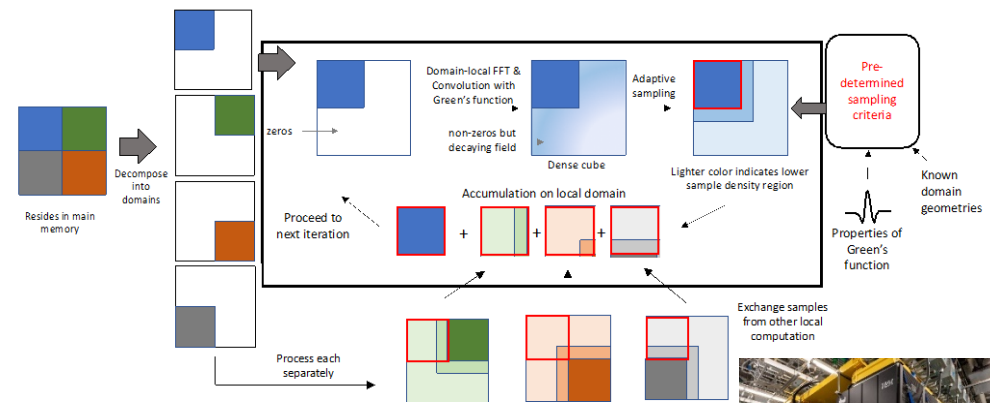 Resides in main
memory
Decompose
into
domains
zeros
Domain-local FFT &
Convolution with
Green's function
non-zeros but
decaying field
Dense cube
Adaptive
sampling
Lighter color indicates lower
sample density region
Pre-
determined
sampling
criteria
Known
domain
geometries
Properties of
Green's
function
Accumulation on local domain
Proceed to
next iteration
+
+
+
Exchange samples
from other local
computation
Process each
separately
IBM